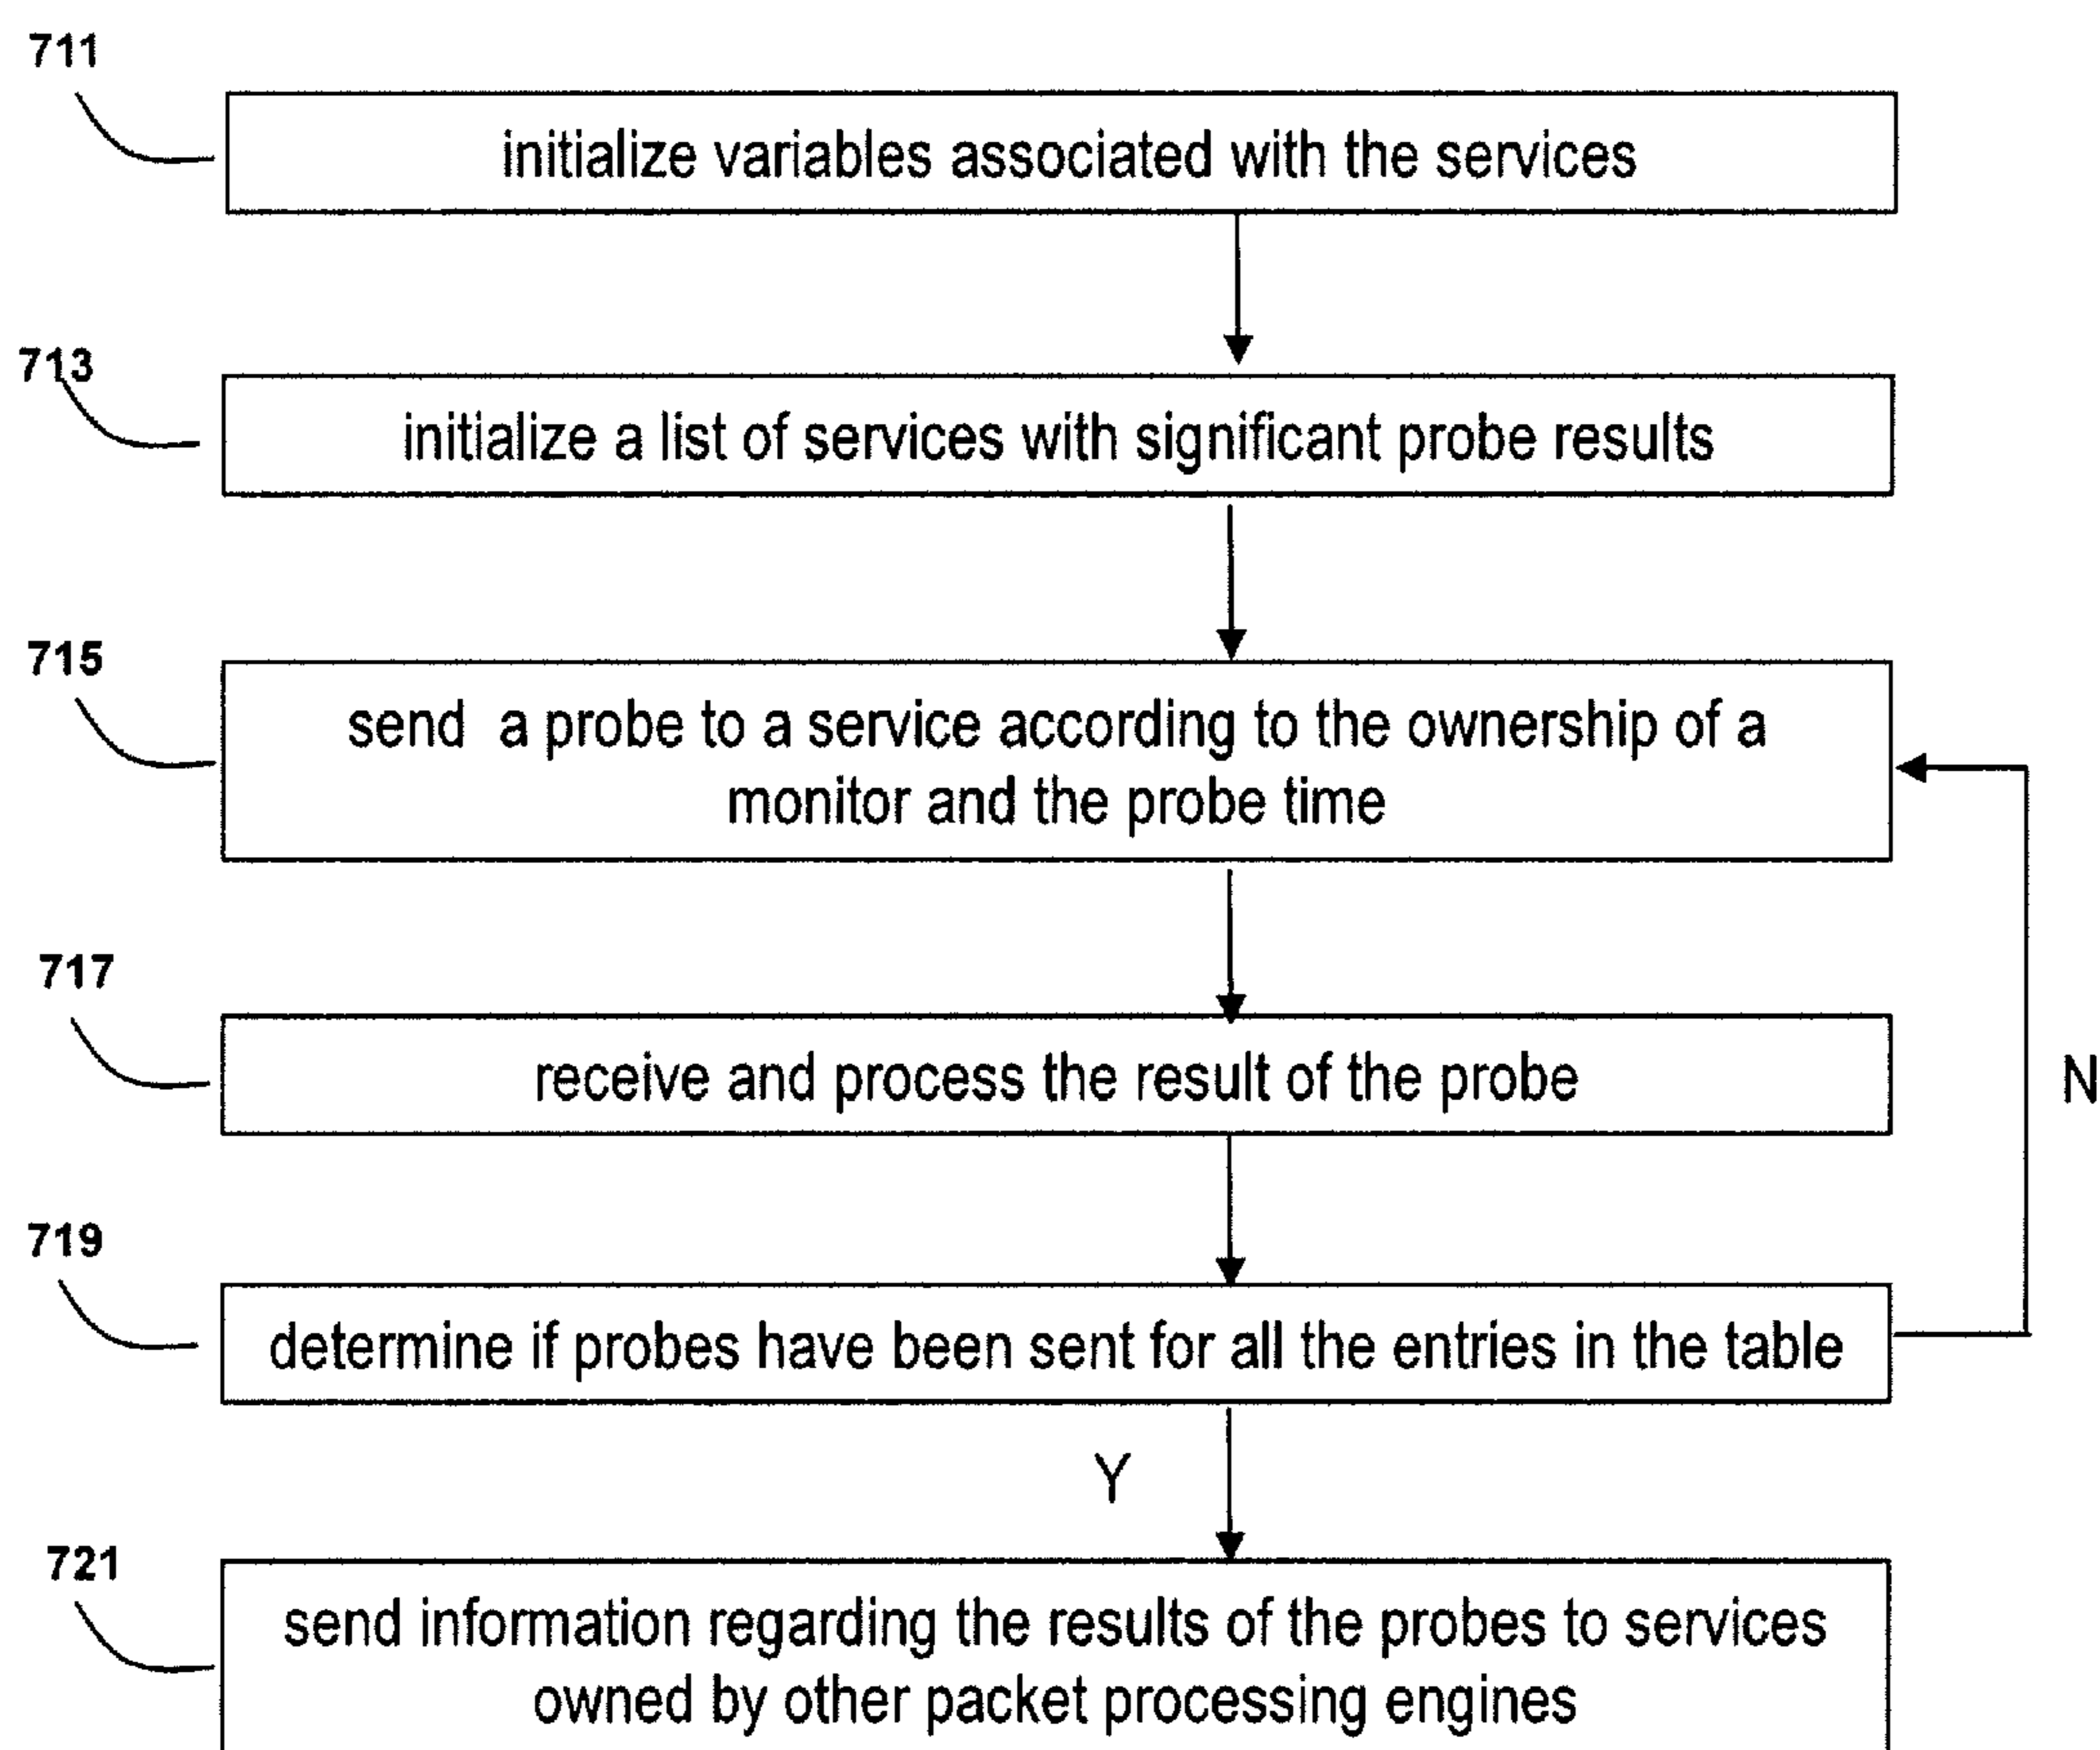 711
initialize variables associated with the services
713
initialize a list of services with significant probe results
715
send a probe to a service according to the ownership of a
monitor and the probe time
717
receive and process the result of the probe
N
719
determine if probes have been sent for all the entries in the table
Y
721
send information regarding the results of the probes to services
owned by other packet processing engines